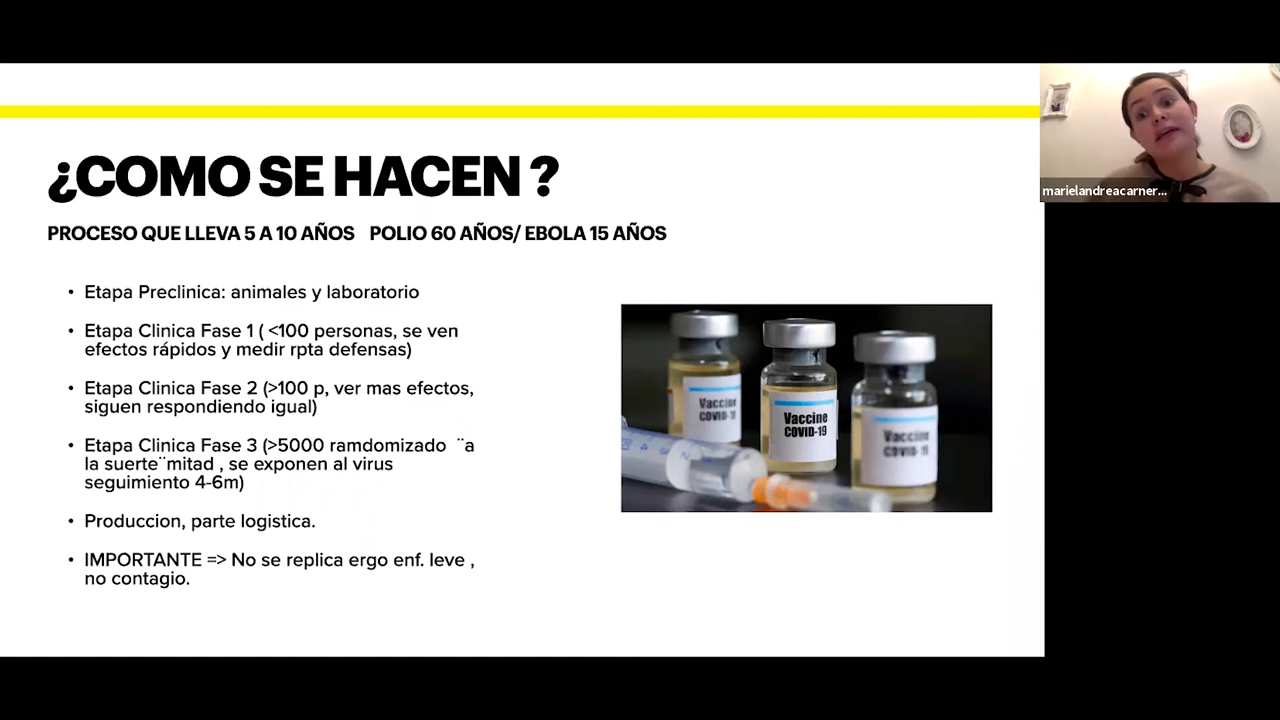 ¿COMO SE HACEN ?
PROCESO QUE LLEVA 5 A 10 AÑOS POLIO 60 AÑOS/ EBOLA 15 AÑOS
• Etapa Preclinica: animales y laboratorio
• Etapa Clinica Fase 1 ( <100 personas, se ven
efectos rápidos y medir rpta defensas)
• Etapa Clinica Fase 2 (>100 p, ver mas efectos,
siguen respondiendo igual)
• Etapa Clinica Fase 3 (>5000 ramdomizado ¨a
la suerte¨mitad , se exponen al virus
seguimiento 4-6m)
• Produccion, parte logistica.
• IMPORTANTE => No se replica ergo enf. leve ,
no contagio.
Vaccine
COVID-19
Vaccine
COVID-19
Vaccine
COVID-19
marielandreacarner...